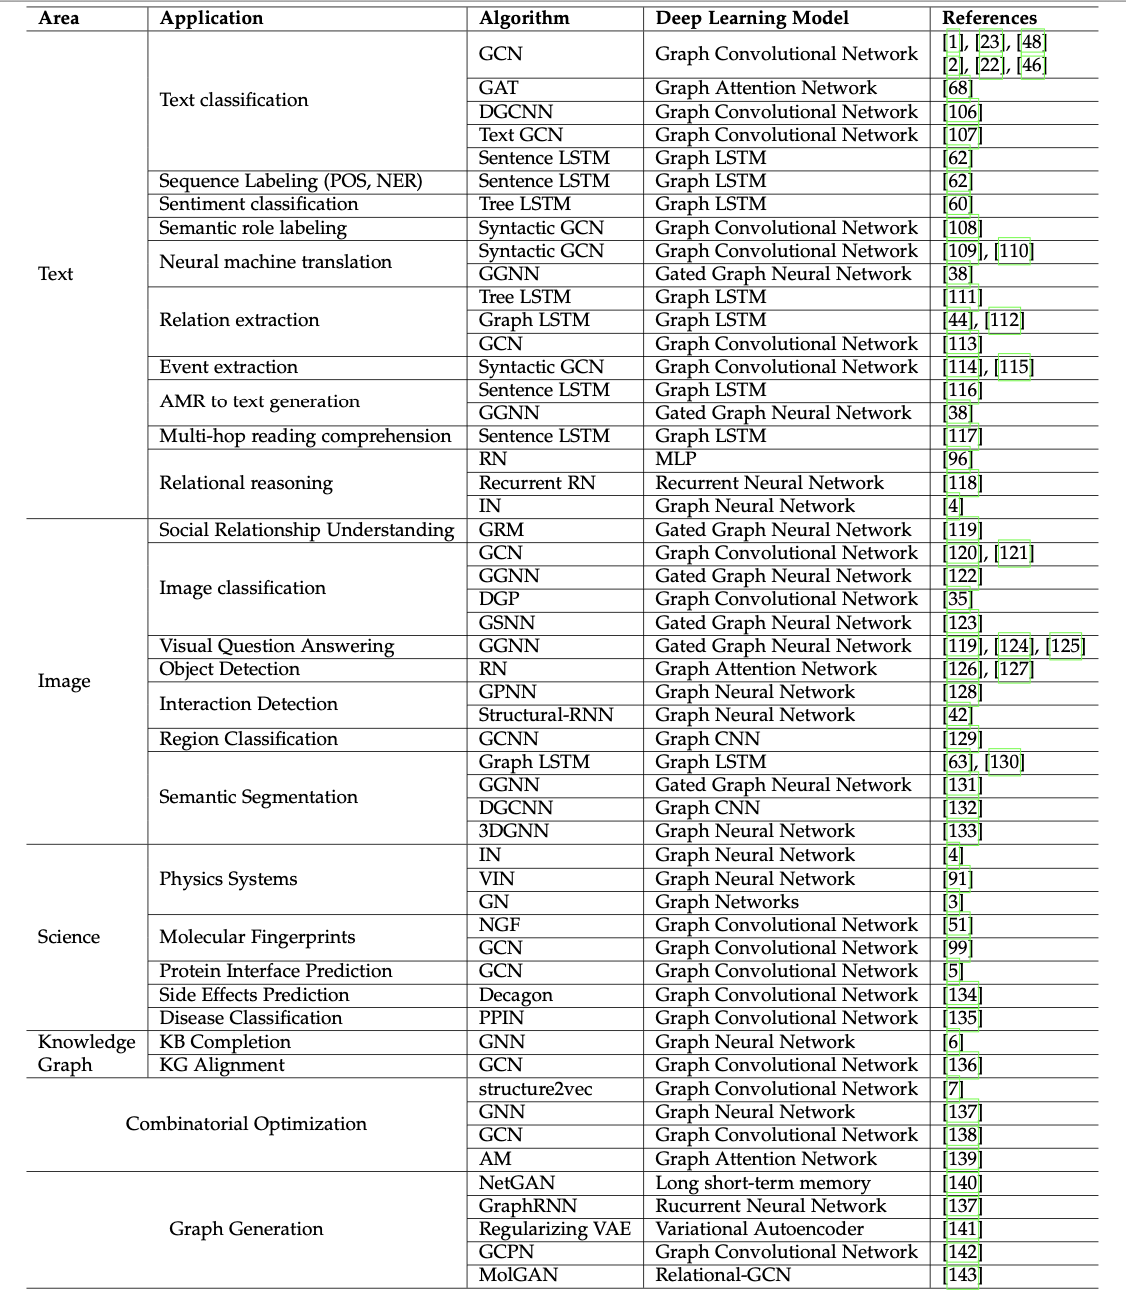 Area Application Algorithm Deep Learning Model References
Text Text classification GCN Graph Convolutional Network [1], [23], [48]
[2], [22], [46]
GAT Graph Attention Network [68]
DGCNN Graph Convolutional Network [106]
Text GCN Graph Convolutional Network [107]
Sentence LSTM Graph LSTM [62]
Sequence Labeling (POS, NER) Sentence LSTM Graph LSTM [62]
Sentiment classification Tree LSTM Graph LSTM [60]
Semantic role labeling Syntactic GCN Graph Convolutional Network [108]
Neural machine translation Syntactic GCN Graph Convolutional Network [109], [110]
GGNN Gated Graph Neural Network [38]
Relation extraction Tree LSTM Graph LSTM [111]
Graph LSTM Graph LSTM [44], [112]
GCN Graph Convolutional Network [113]
Event extraction Syntactic GCN Graph Convolutional Network [114], [115]
AMR to text generation Sentence LSTM Graph LSTM [116]
GGNN Gated Graph Neural Network [38]
Multi-hop reading comprehension Sentence LSTM Graph LSTM [117]
Relational reasoning RN MLP [96]
Recurrent RN Recurrent Neural Network [118]
IN Graph Neural Network [4]
Image Social Relationship Understanding GRM Gated Graph Neural Network [119]
Image classification GCN Graph Convolutional Network [120], [121]
GGNN Gated Graph Neural Network [122]
DGP Graph Convolutional Network [35]
GSNN Gated Graph Neural Network [123]
Visual Question Answering GGNN Gated Graph Neural Network [119], [124], [125]
Object Detection RN Graph Attention Network [126], [127]
Interaction Detection GPNN Graph Neural Network [128]
Structural-RNN Graph Neural Network [42]
Region Classification GCNN Graph CNN [129]
Semantic Segmentation Graph LSTM Graph LSTM [63], [130]
GGNN Gated Graph Neural Network [131]
DGCNN Graph CNN [132]
3DGNN Graph Neural Network [133]
Science Physics Systems IN Graph Neural Network [4]
VIN Graph Neural Network [91]
GN Graph Networks [3]
Molecular Fingerprints NGF Graph Convolutional Network [51]
GCN Graph Convolutional Network [99]
Protein Interface Prediction GCN Graph Convolutional Network [5]
Side Effects Prediction Decagon Graph Convolutional Network [134]
Disease Classification PPIN Graph Convolutional Network [135]
Knowledge KB Completion GNN Graph Neural Network [6]
Graph KG Alignment GCN Graph Convolutional Network [136]
Combinatorial Optimization structure2vec Graph Convolutional Network [7]
GNN Graph Neural Network [137]
GCN Graph Convolutional Network [138]
AM Graph Attention Network [139]
Graph Generation NetGAN Long short-term memory [140]
GraphRNN Rucurrent Neural Network [137]
Regularizing VAE Variational Autoencoder [141]
GCPN Graph Convolutional Network [142]
MolGAN Relational-GCN [143]